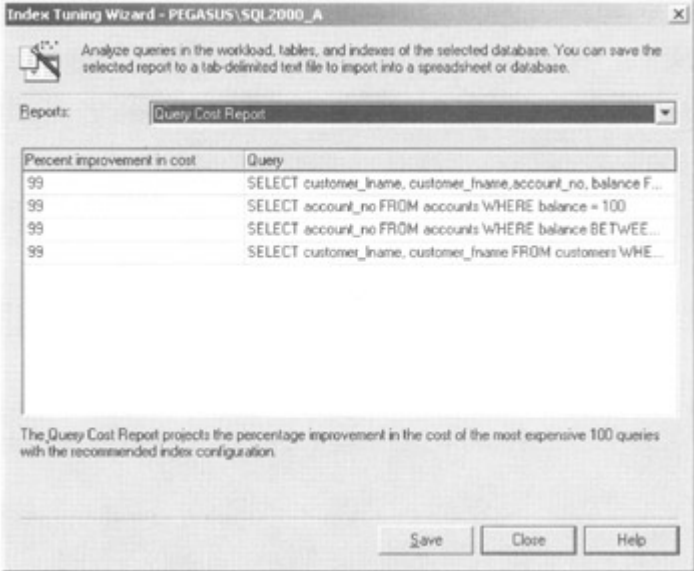 Index Tuning Wizard - PEGASUS\SQL2000_A
Analyze queries in the workload, tables, and indexes of the selected database. You can save the
selected report to a tab-delimited text file to import into a spreadsheet or database.
Reports: Query Cost Report
Percent improvement in cost Query
99 SELECT customer_lname, customer_fname,account_no, balance F...
99 SELECT account_no FROM accounts WHERE balance = 100
99 SELECT account_no FROM accounts WHERE balance BETWEE...
99 SELECT customer_lname, customer_fname FROM customers WHE...
The Query Cost Report projects the percentage improvement in the cost of the most expensive 100 queries
with the recommended index configuration.
Save Close Help